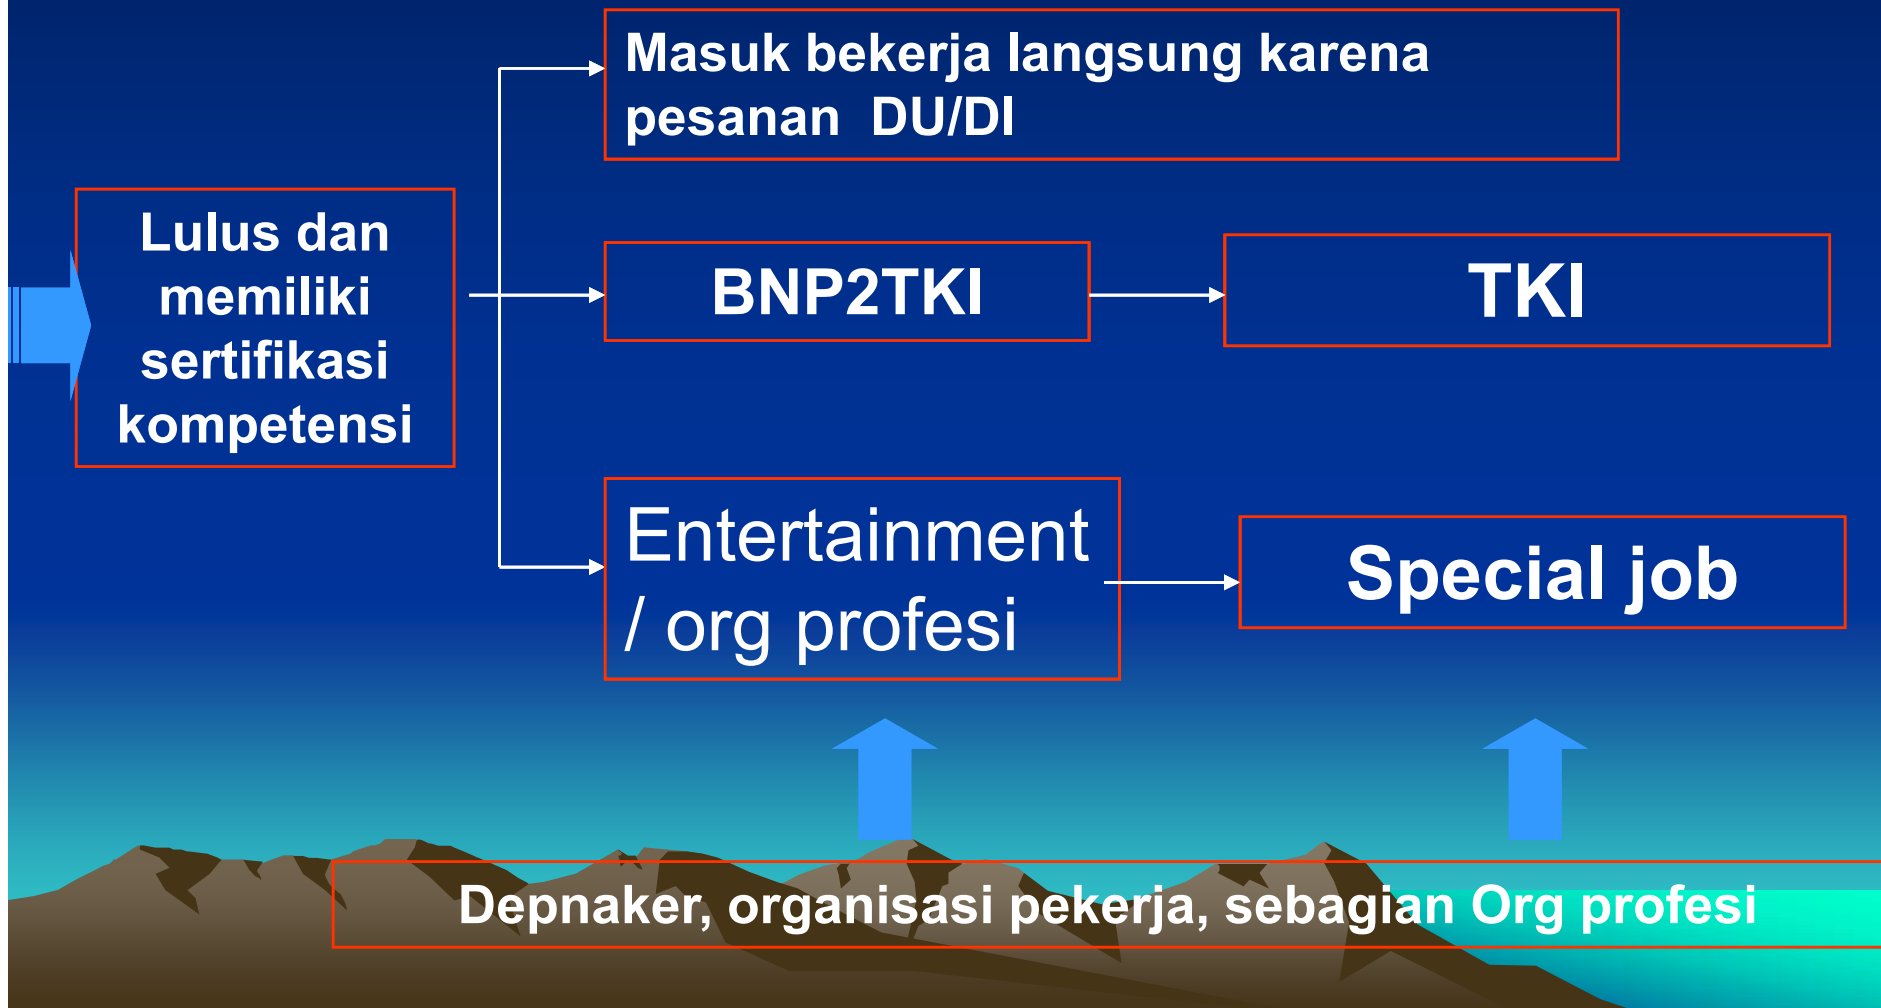 Masuk bekerja langsung karena
pesanan  DU/DI
Lulus dan
memiliki
sertifikasi
kompetensi
BNP2TKI
TKI
Entertainment
/ org profesi
Special job
Depnaker, organisasi pekerja, sebagian Org profesi